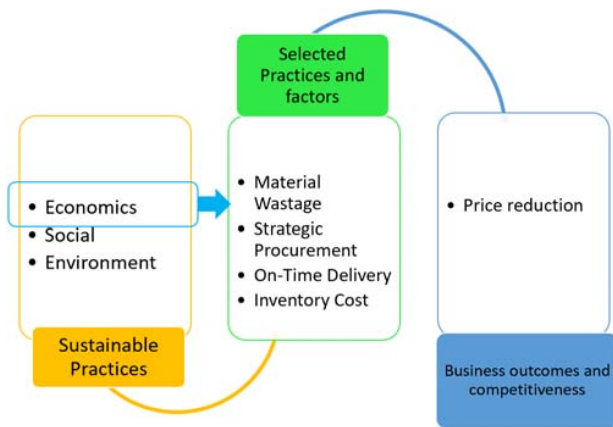 Selected
Practices and
factors
• Economics
• Social
• Environment
Sustainable
Practices
• Material
Wastage
• Strategic
Procurement
• On-Time Delivery
• Inventory Cost
• Price reduction
Business outcomes and
competitiveness